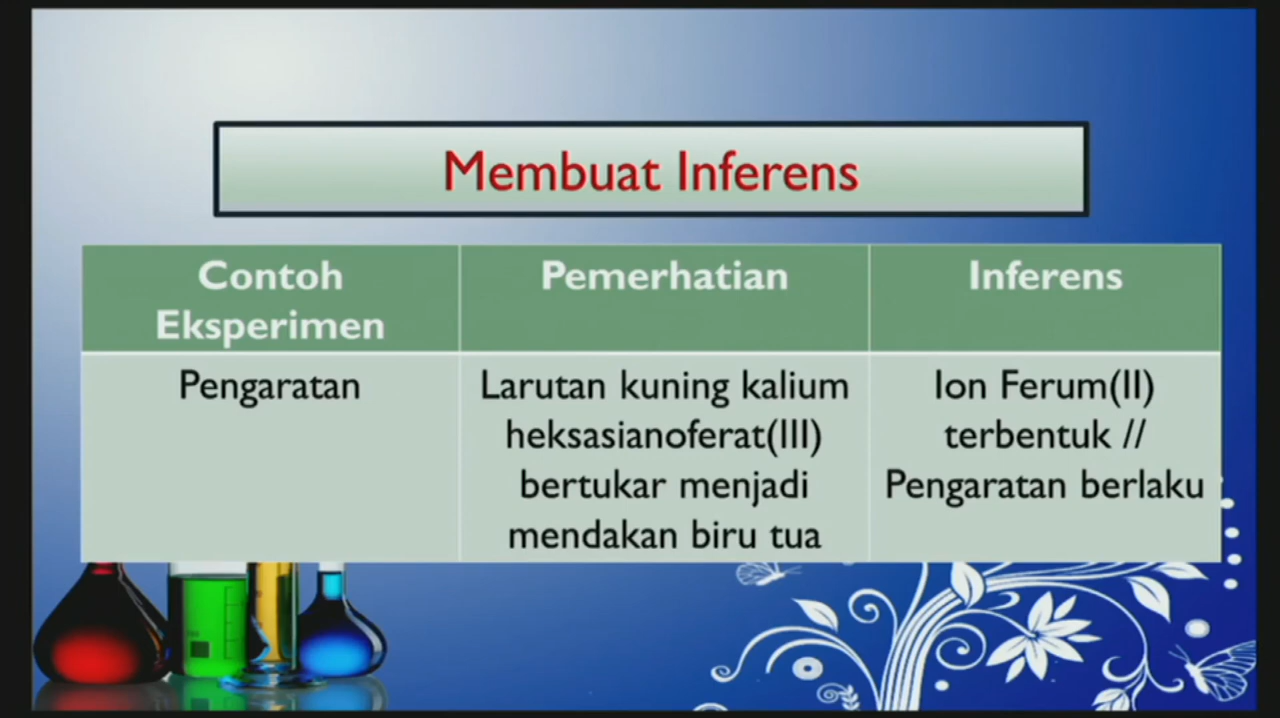 Membuat Inferens
Contoh
Eksperimen
Pemerhatian
Inferens
Pengaratan
Larutan kuning kalium
heksasianoferat(III)
bertukar menjadi
mendakan biru tua
Ion Ferum(II)
terbentuk //
Pengaratan berlaku